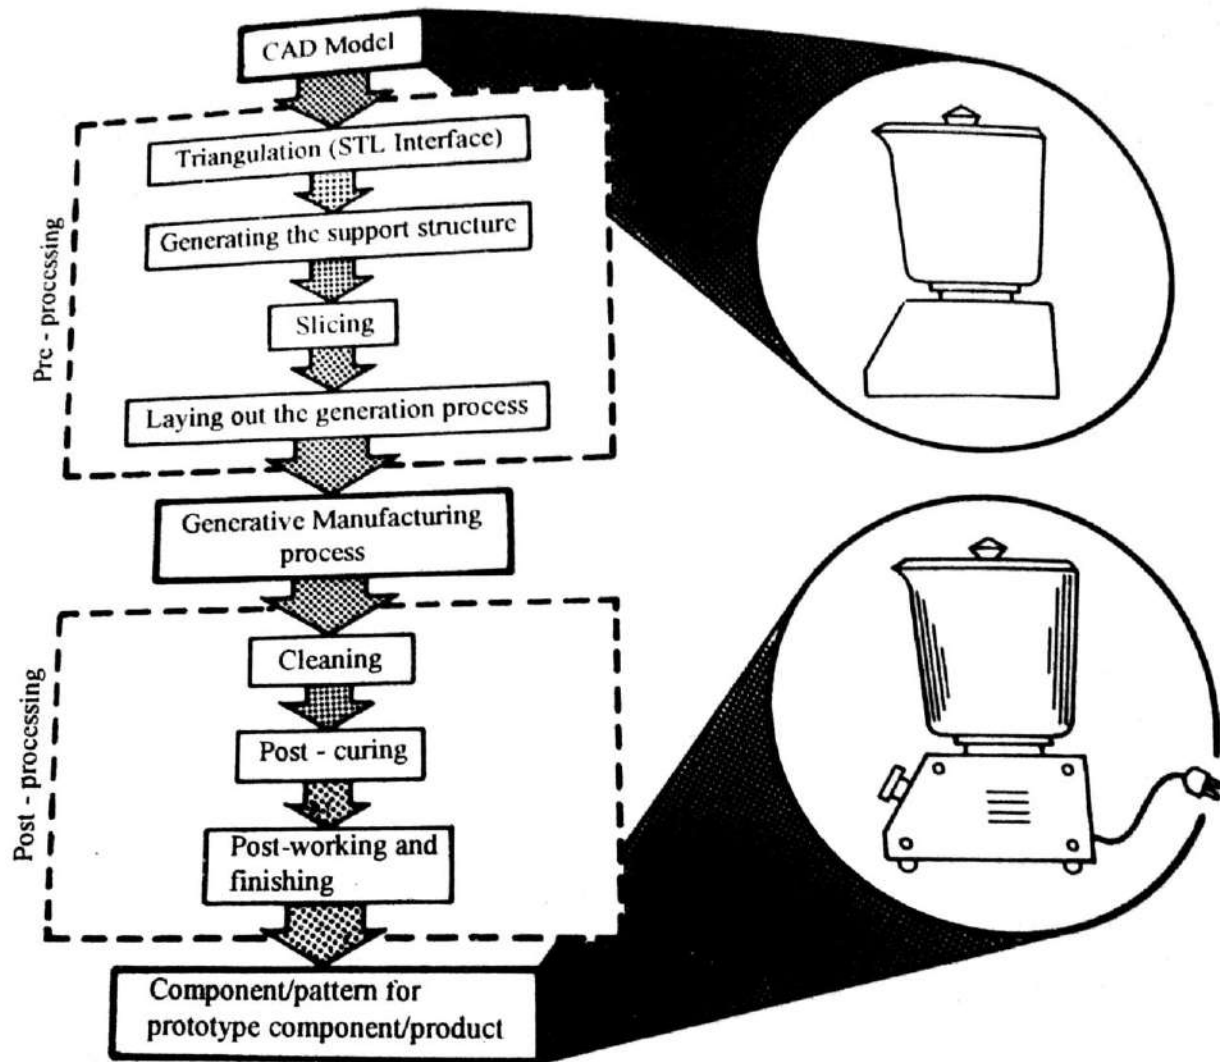 CAD Model
Triangulation (STL Interface)
Generating the support structure
Slicing
Laying out the generation process
Pre - processing
Generative Manufacturing
process
Cleaning
Post - curing
Post-working and
finishing
Post - processing
Component/pattern for
prototype component/product